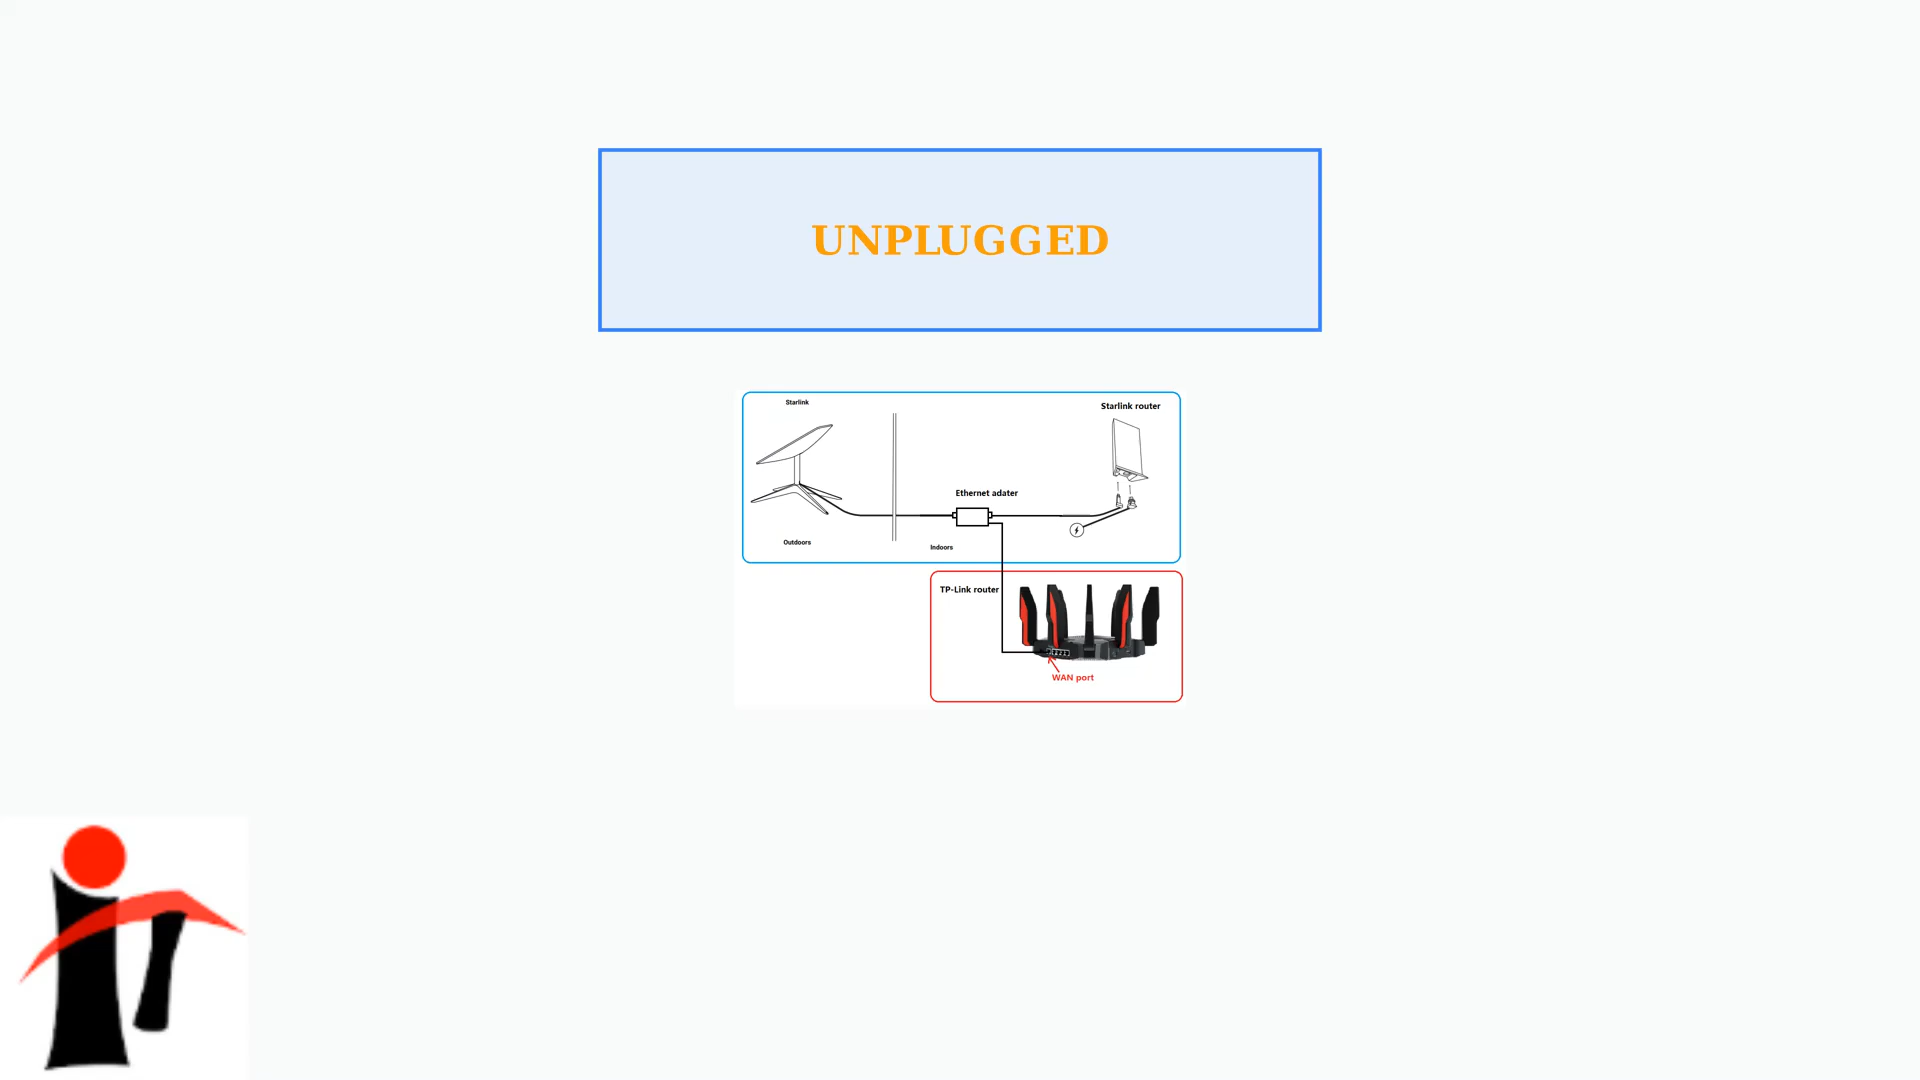 UNPLUGGED
Starlink
Starlink router
Ethernet adater
Outdoors
Indoors
TP-Link router
WAN port